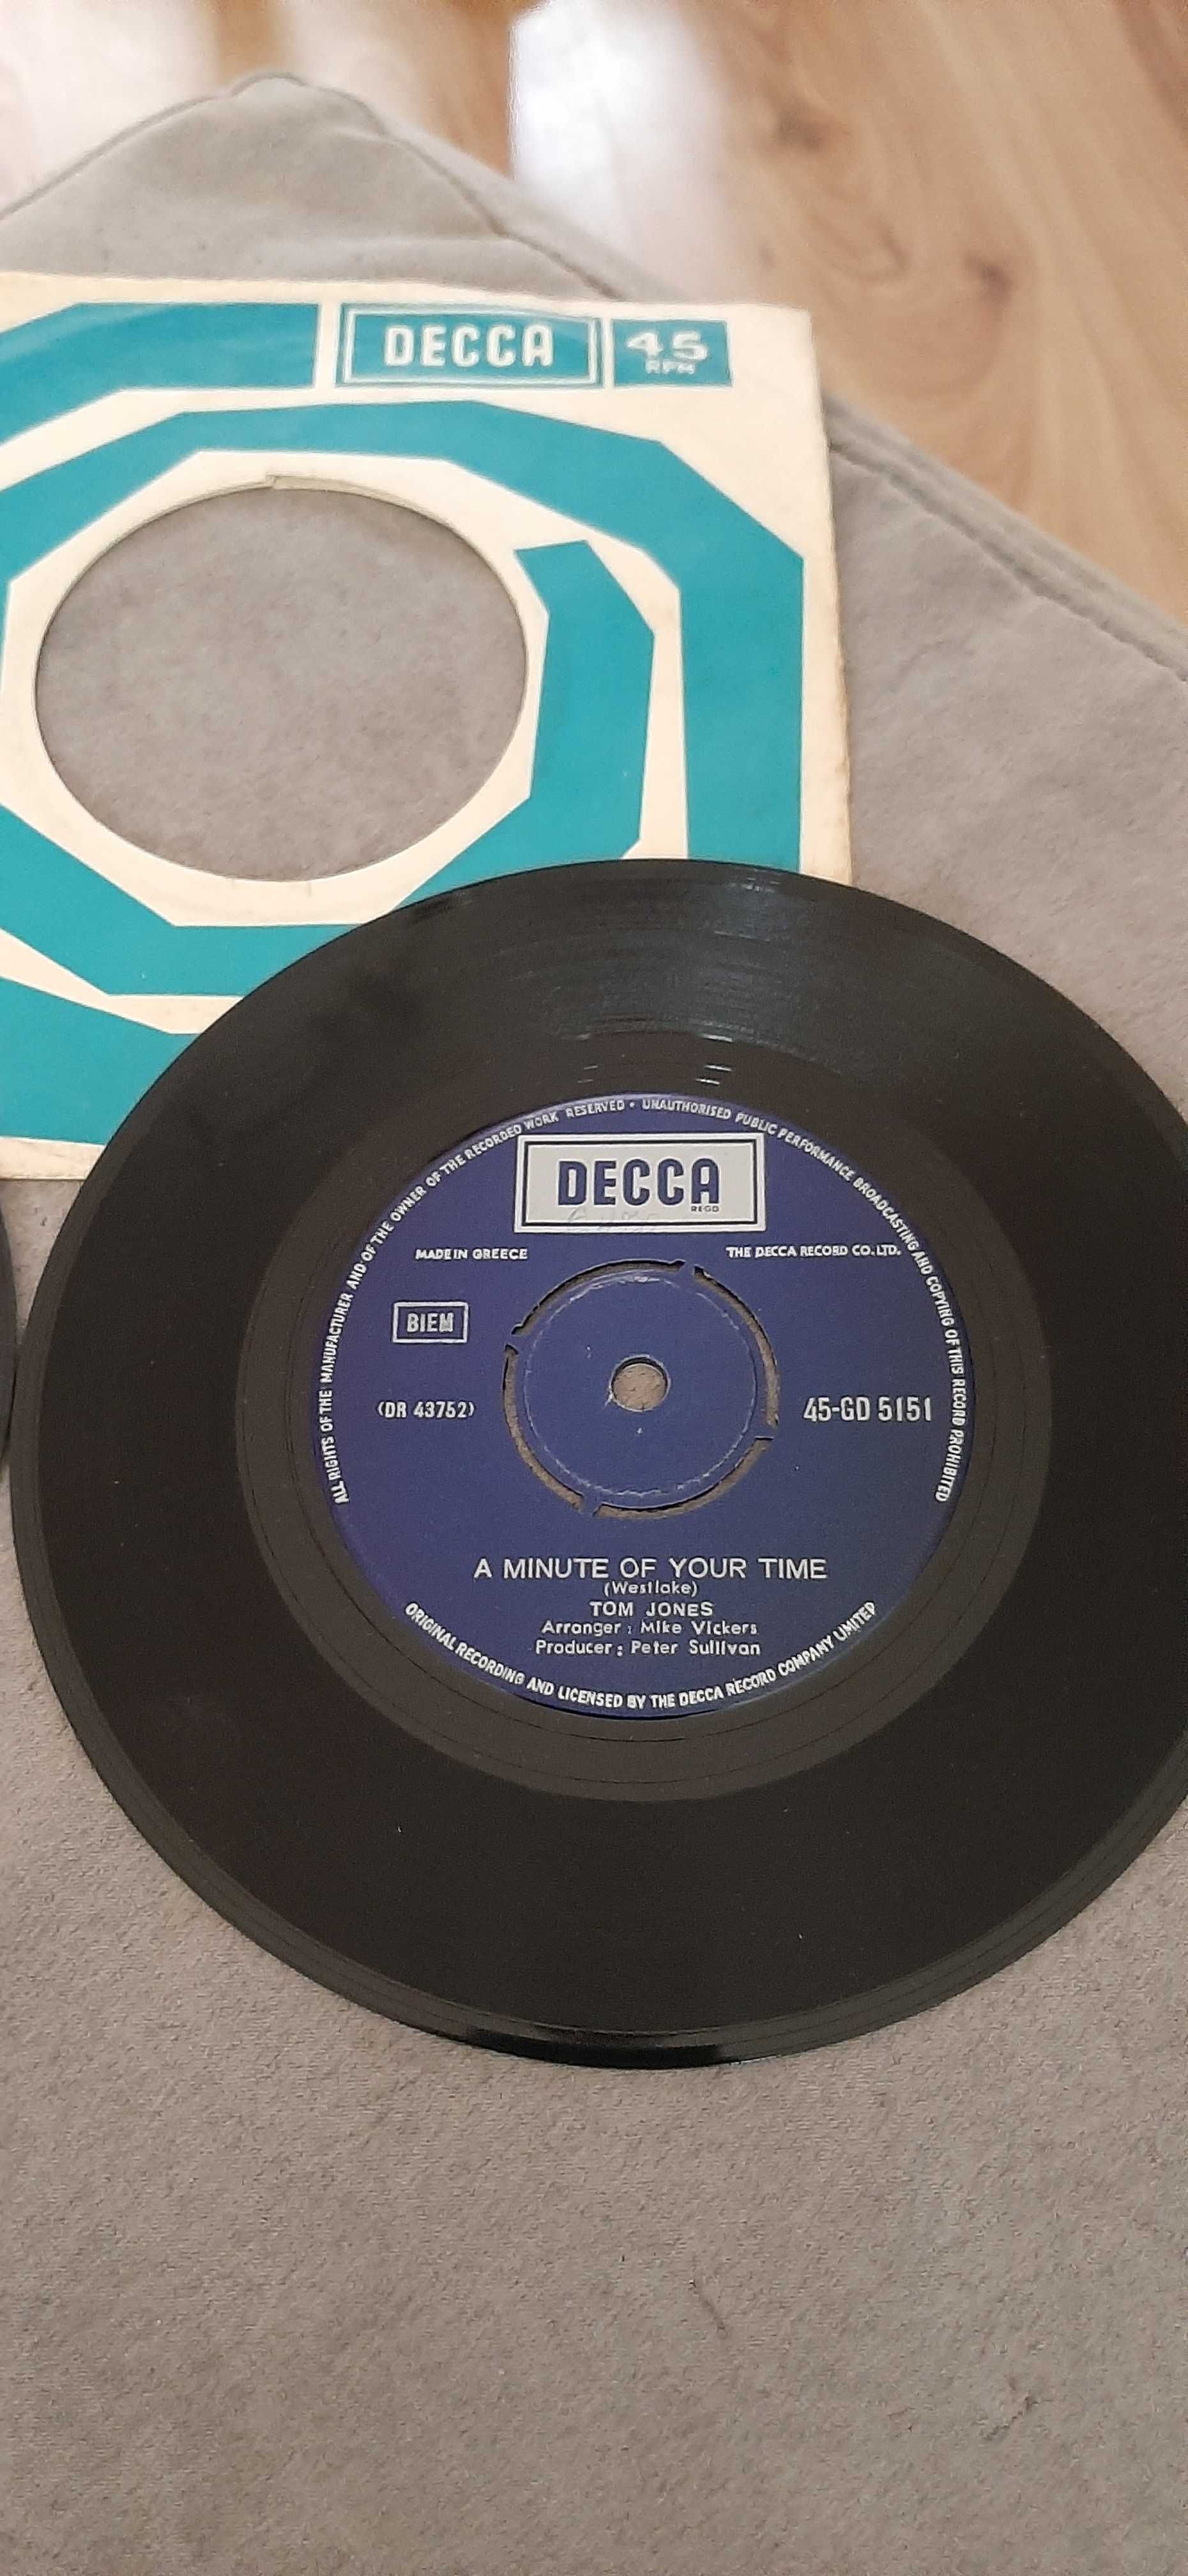 DECCA
45
RPM
ALL RIGHTS OF THE MANUFACTURER AND OF THE OWNER OF THE RECORDED WORK RESERVED • UNAUTHORISED PUBLIC PERFORMANCE BROADCASTING AND COPYING OF THIS RECORD PROHIBITED
DECCA
REGD
MADE IN GREECE
THE DECCA RECORD CO. LTD.
BIEM
(DR 43752)
45-GD 5151
A MINUTE OF YOUR TIME
(Westlake)
TOM JONES
Arranger : Mike Vickers
Producer : Peter Sullivan
ORIGINAL RECORDING AND LICENSED BY THE DECCA RECORD COMPANY LIMITED